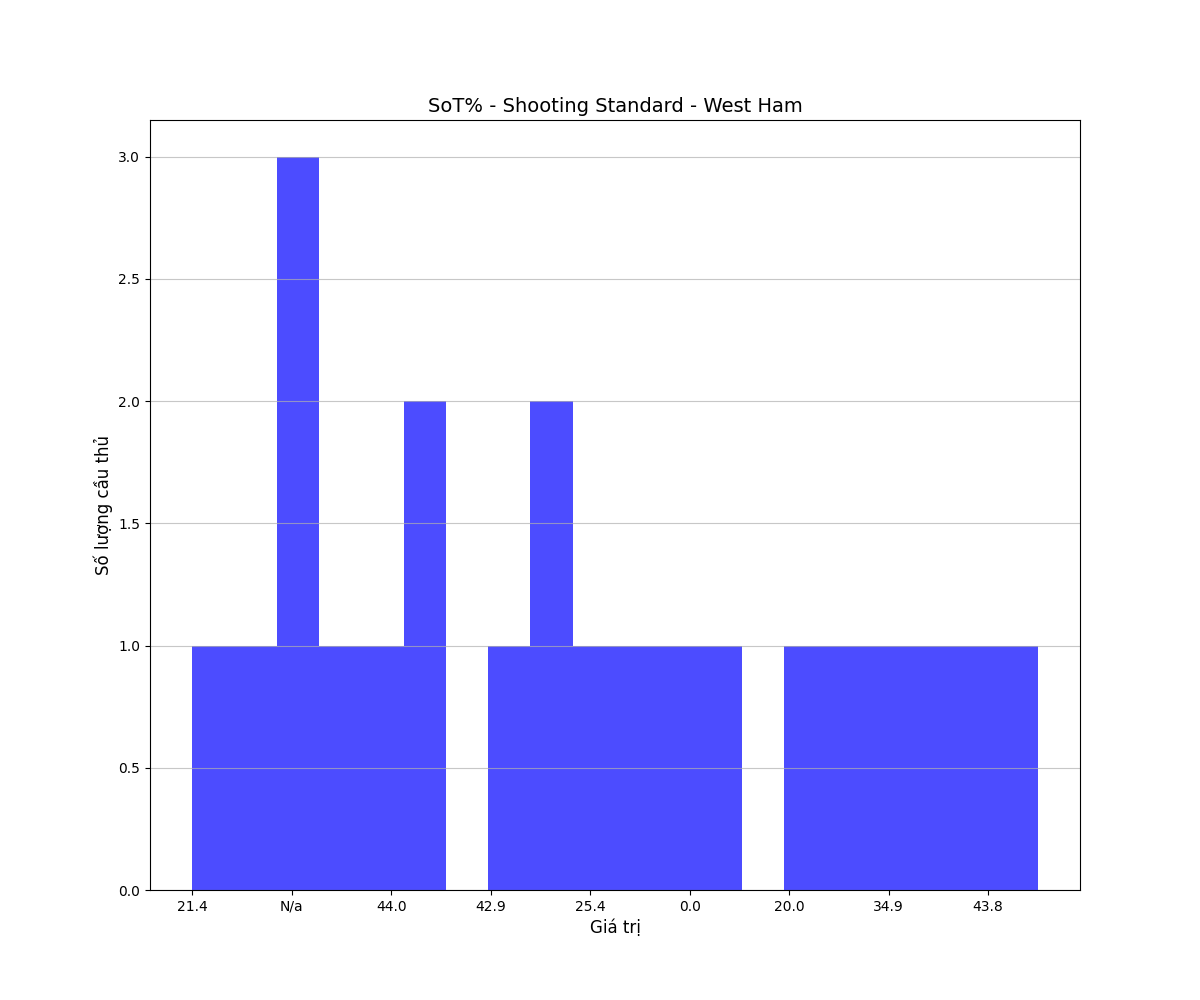 SoT% - Shooting Standard - West Ham
3.0
2.5
2.0
1.5
1.0
0.5
0.0
Số lượng cầu thủ
21.4 N/a 44.0 42.9 25.4 0.0 20.0 34.9 43.8
Giá trị